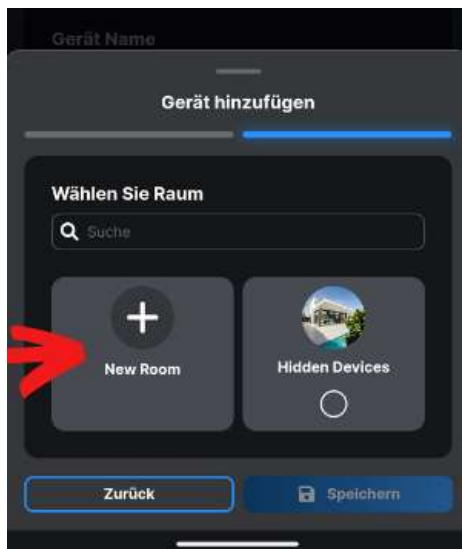 Gerät Name
Gerät hinzufügen
Wählen Sie Raum
Suche
New Room
Hidden Devices
Zurück
Speichern